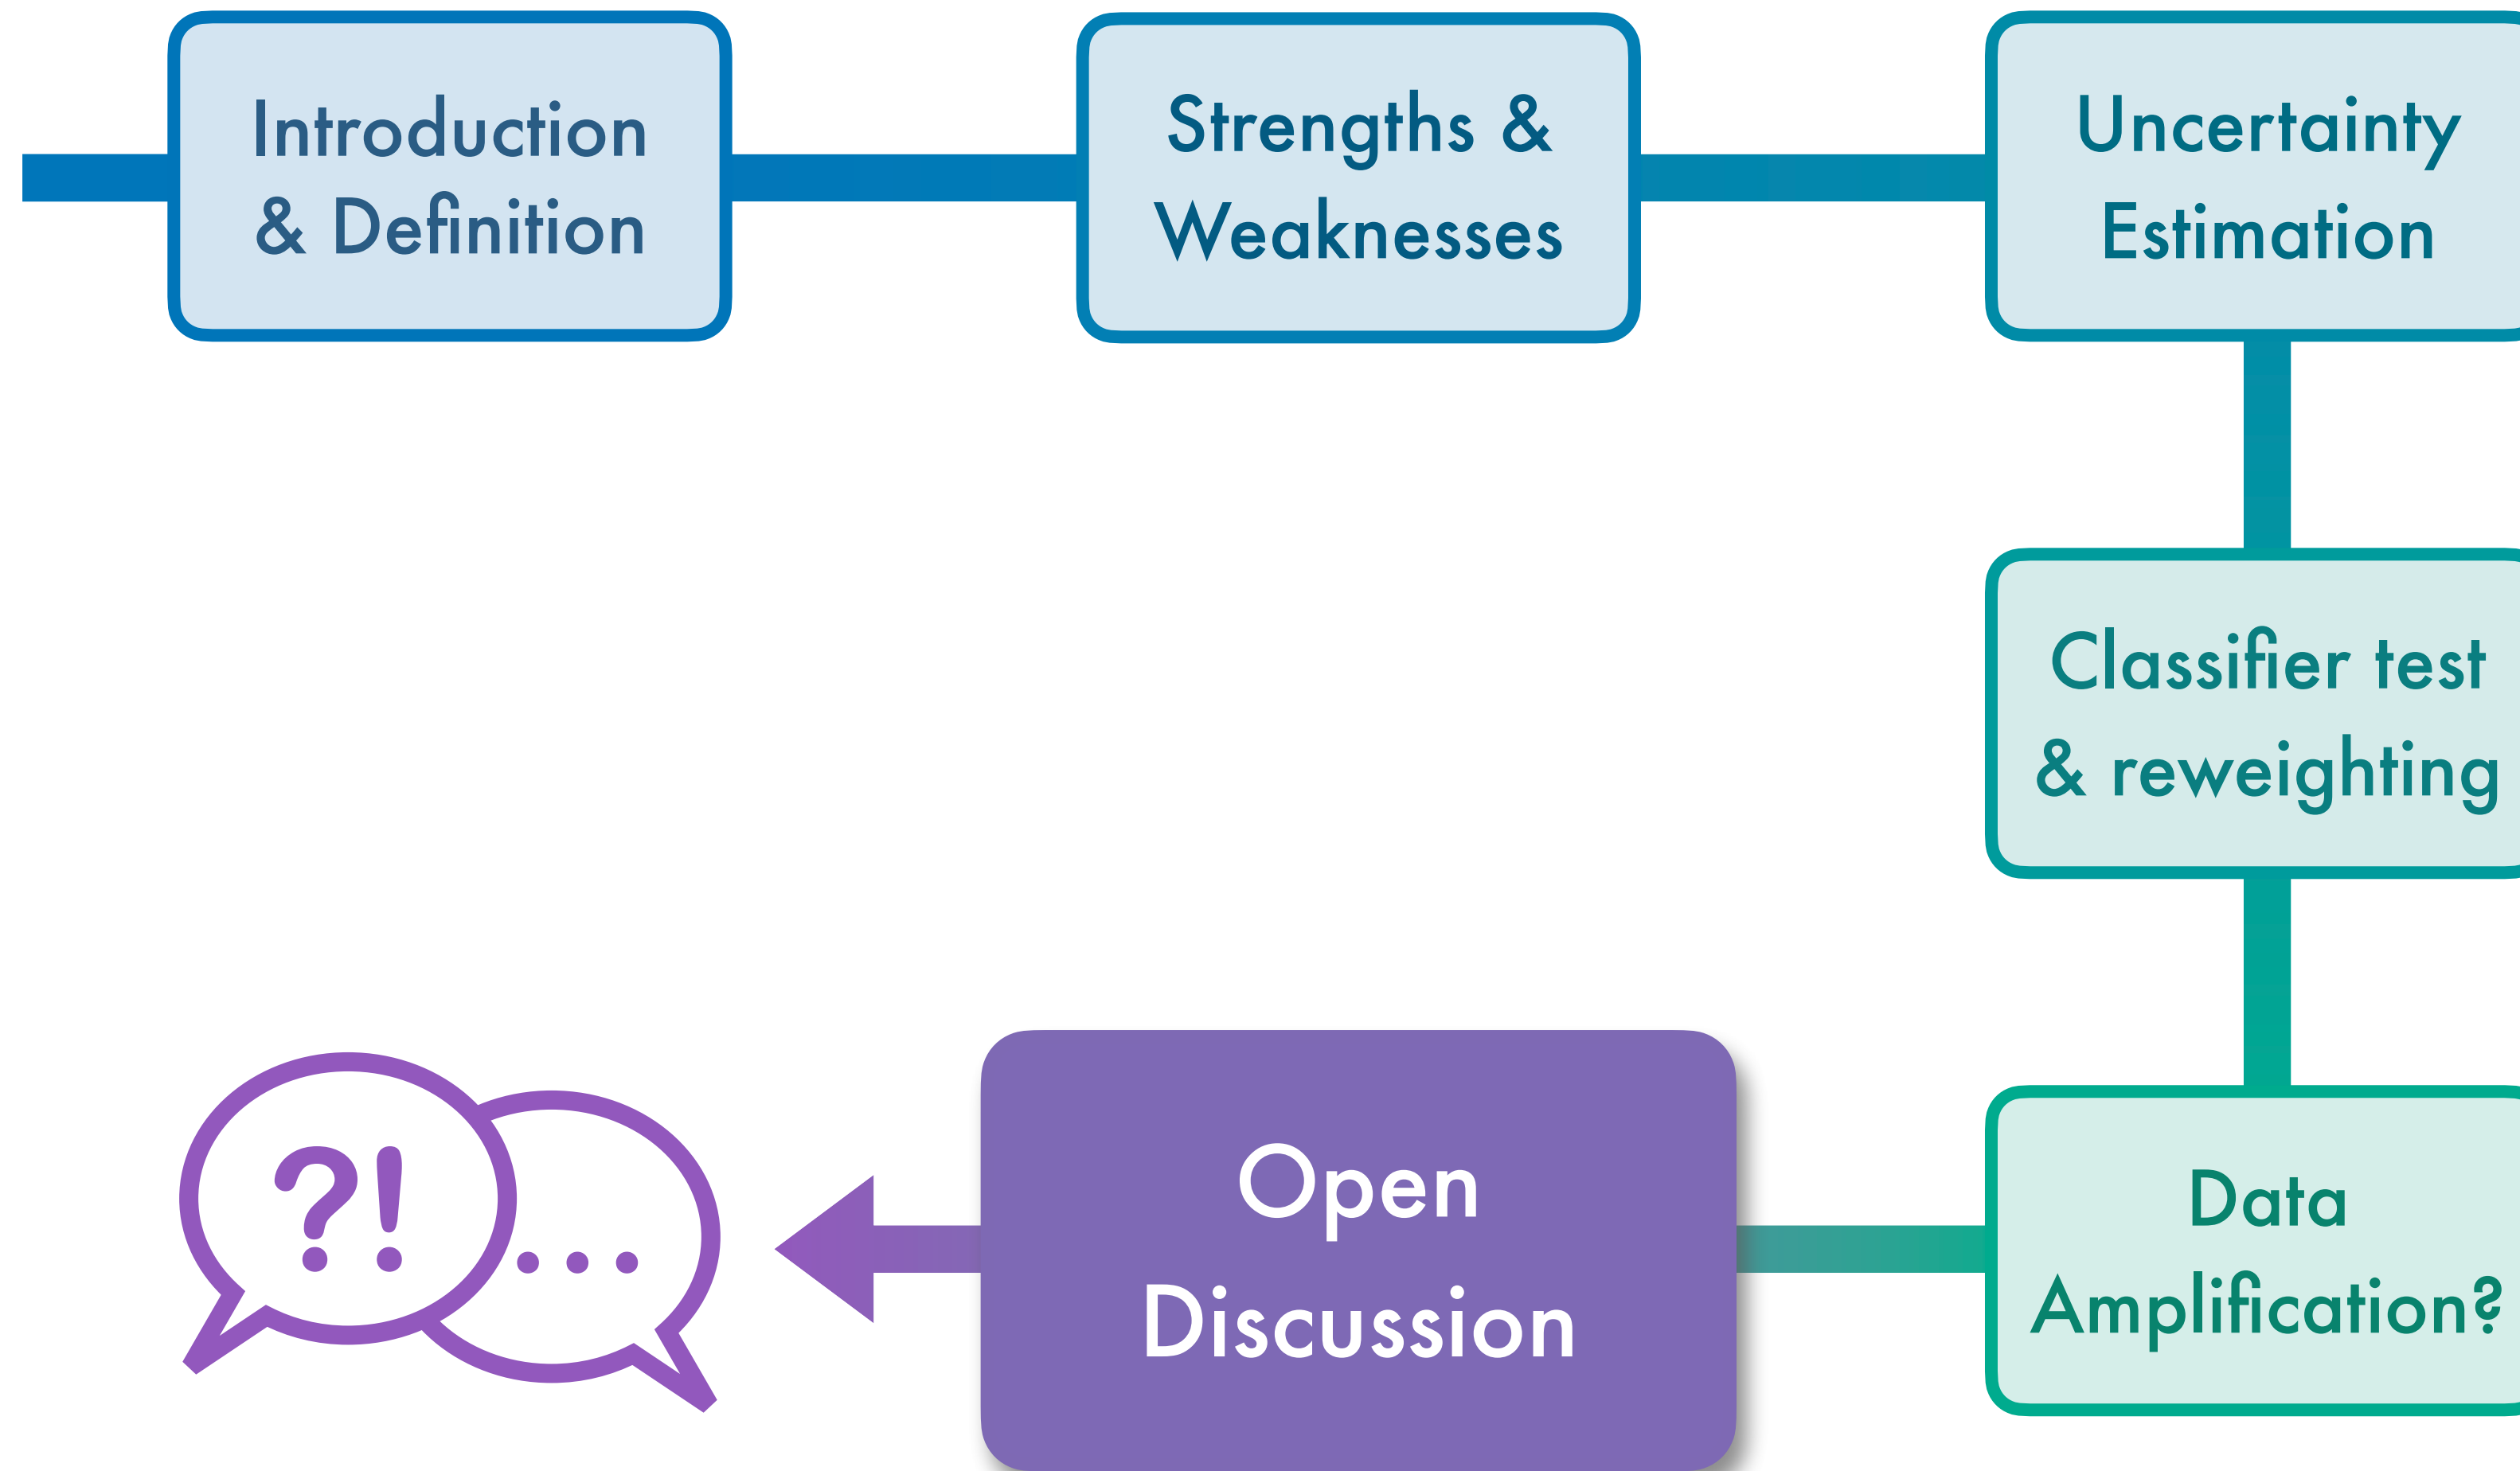 Introduction
& Definition
Strengths &
Weaknesses
Uncertainty
Estimation
Classifier test
& reweighting
Data
Amplification?
Open
Discussion
?!
...